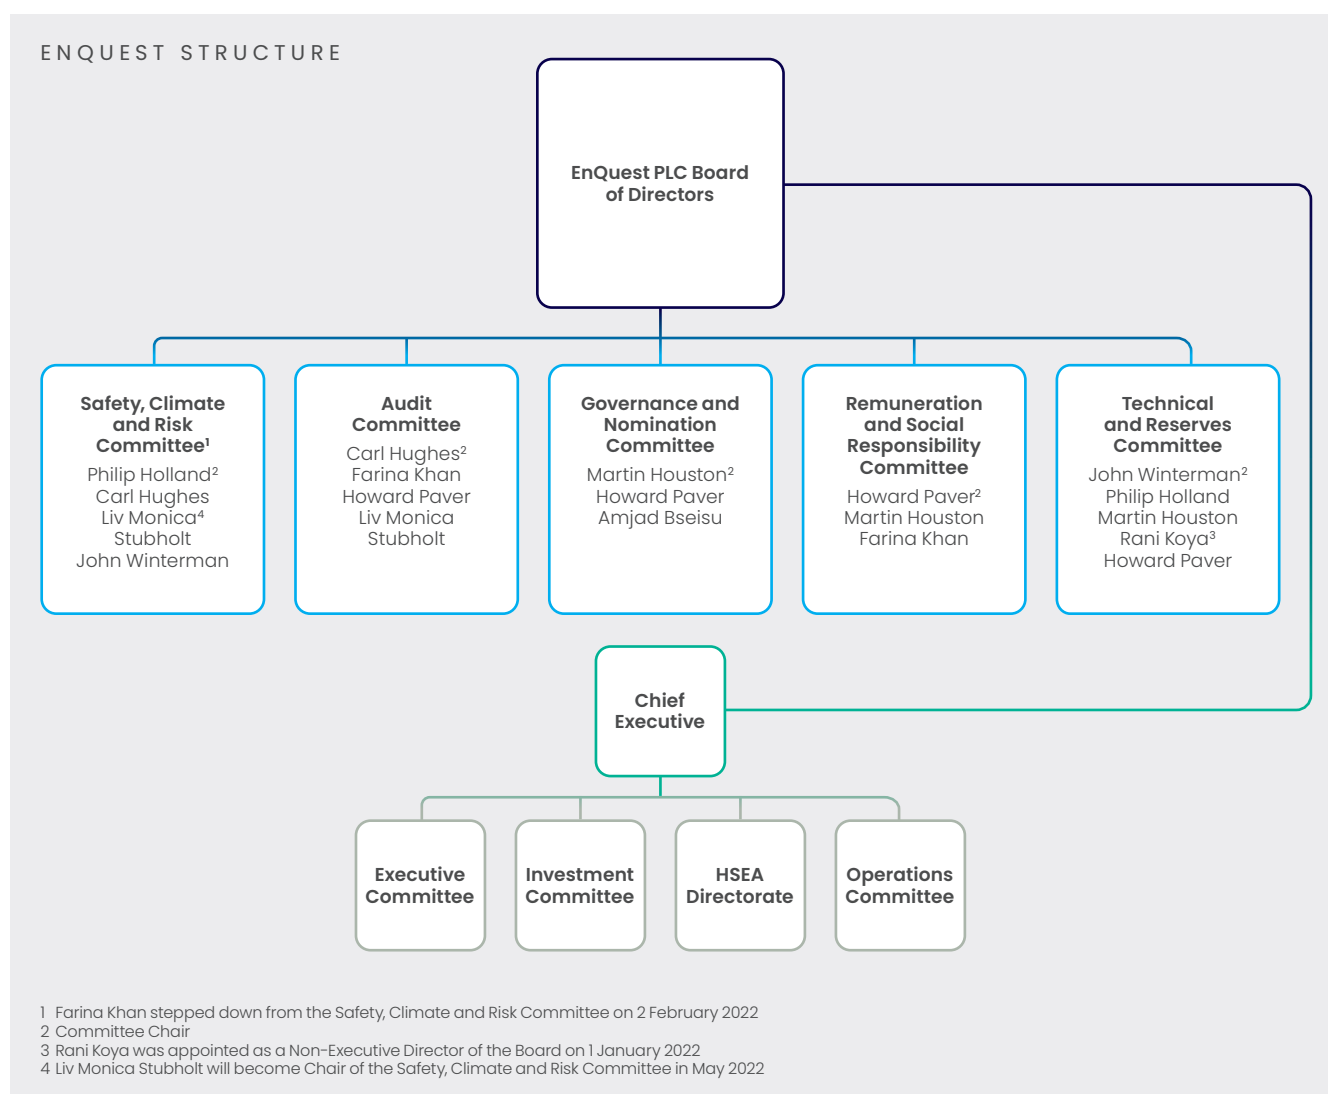 ENQUEST STRUCTURE
EnQuest PLC Board
of Directors
Safety, Climate
and Risk
Committee¹
Philip Holland²
Carl Hughes
Liv Monica⁴
Stubholt
John Winterman
Audit
Committee
Carl Hughes²
Farina Khan
Howard Paver
Liv Monica
Stubholt
Governance and
Nomination
Committee
Martin Houston²
Howard Paver
Amjad Bseisu
Remuneration
and Social
Responsibility
Committee
Howard Paver²
Martin Houston
Farina Khan
Technical
and Reserves
Committee
John Winterman²
Philip Holland
Martin Houston
Rani Koya³
Howard Paver
Chief
Executive
Executive
Committee
Investment
Committee
HSEA
Directorate
Operations
Committee
1 Farina Khan stepped down from the Safety, Climate and Risk Committee on 2 February 2022
2 Committee Chair
3 Rani Koya was appointed as a Non-Executive Director of the Board on 1 January 2022
4 Liv Monica Stubholt will become Chair of the Safety, Climate and Risk Committee in May 2022